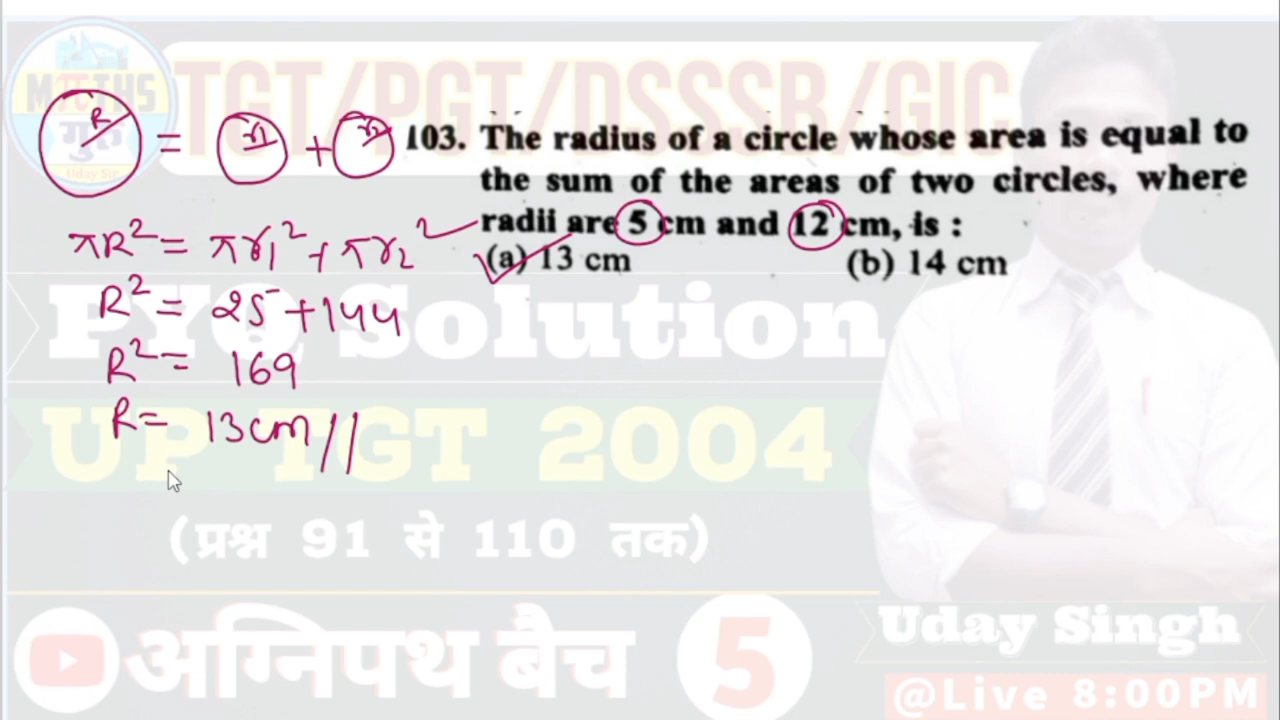 MATHS
गुरु
Uday Sir
TGT/PGT/DSSSB/GIC
R = r1 + r2
103. The radius of a circle whose area is equal to
the sum of the areas of two circles, where
radii are 5 cm and 12 cm, is :
(a) 13 cm (b) 14 cm
πR² = πr₁² + πr₂²
R² = 25 + 144
R² = 169
R = 13cm //
PYQ Solution
UP TGT 2004
(प्रश्न 91 से 110 तक)
अग्निपथ बैच 5
Uday Singh
@Live 8:00PM